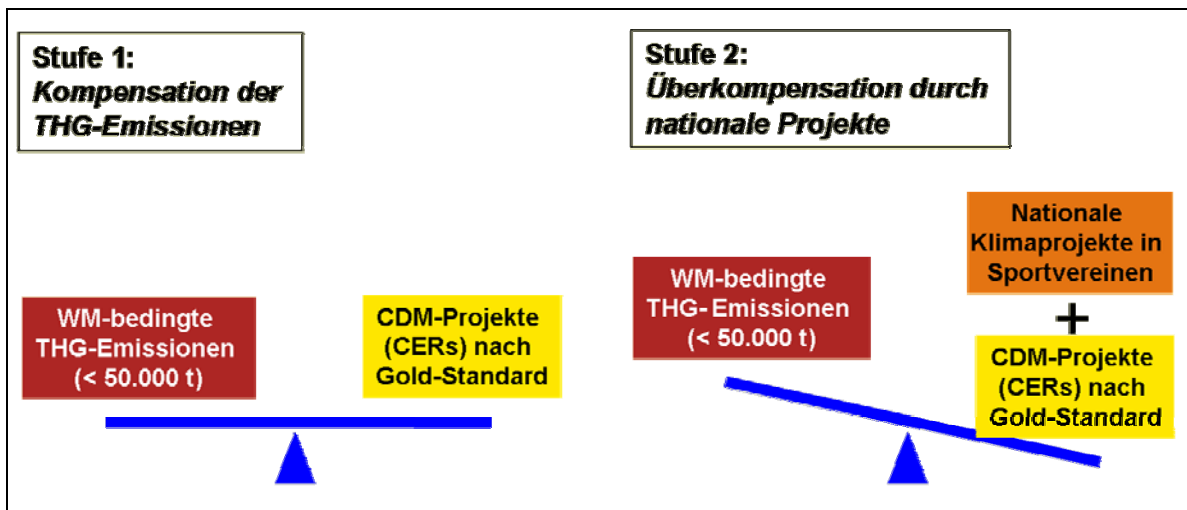 Stufe 1:
Kompensation der
THG-Emissionen
WM-bedingte
THG-Emissionen
(< 50.000 t)
CDM-Projekte
(CERs) nach
Gold-Standard
Stufe 2:
Überkompensation durch
nationale Projekte
WM-bedingte
THG- Emissionen
(< 50.000 t)
Nationale
Klimaprojekte in
Sportvereinen
+
CDM-Projekte
(CERs) nach
Gold-Standard